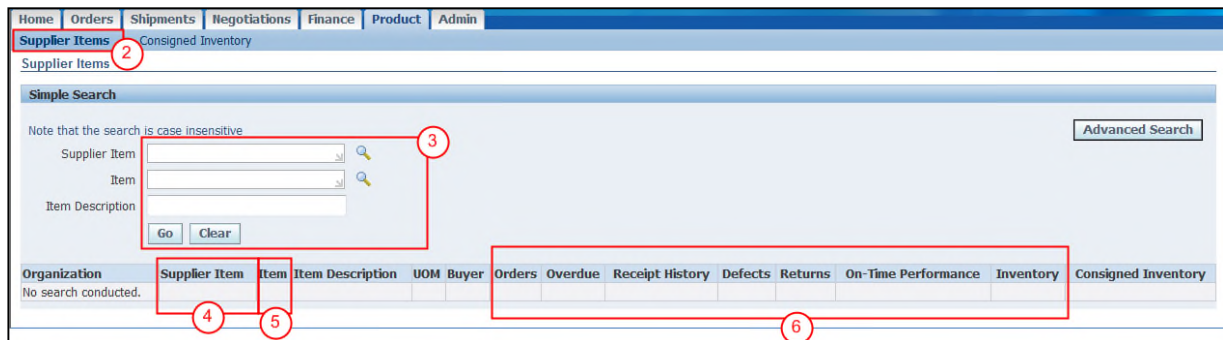 Home Orders Shipments Negotiations Finance Product Admin
Supplier Items Consigned Inventory
2
Supplier Items
Simple Search
Note that the search is case insensitive
Advanced Search
3
Supplier Item
Item
Item Description
Go Clear
Organization Supplier Item Item Item Description UOM Buyer Orders Overdue Receipt History Defects Returns On-Time Performance Inventory Consigned Inventory
No search conducted.
4 5 6